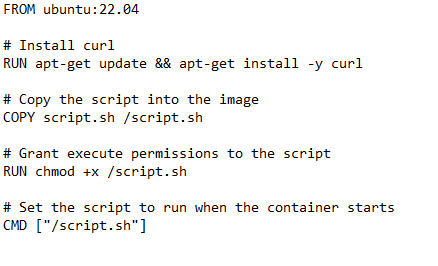 FROM ubuntu:22.04
# Install curl
RUN apt-get update && apt-get install -y curl
# Copy the script into the image
COPY script.sh /script.sh
# Grant execute permissions to the script
RUN chmod +x /script.sh
# Set the script to run when the container starts
CMD ["/script.sh"]